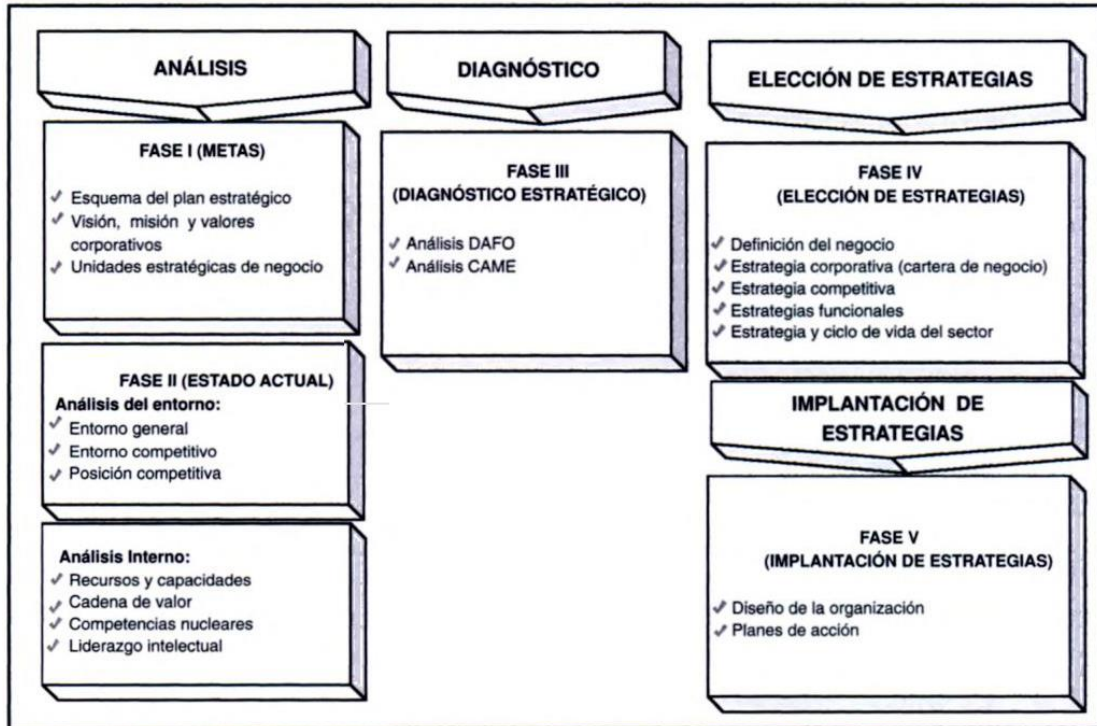 ANÁLISIS
FASE I (METAS)
Esquema del plan estratégico
Visión, misión y valores
corporativos
Unidades estratégicas de negocio
FASE II (ESTADO ACTUAL)
Análisis del entorno:
Entorno general
Entorno competitivo
Posición competitiva
Análisis Interno:
Recursos y capacidades
Cadena de valor
Competencias nucleares
Liderazgo intelectual
DIAGNÓSTICO
FASE III
(DIAGNÓSTICO ESTRATÉGICO)
Análisis DAFO
Análisis CAME
ELECCIÓN DE ESTRATEGIAS
FASE IV
(ELECCIÓN DE ESTRATEGIAS)
Definición del negocio
Estrategia corporativa (cartera de negocio)
Estrategia competitiva
Estrategias funcionales
Estrategia y ciclo de vida del sector
IMPLANTACIÓN DE
ESTRATEGIAS
FASE V
(IMPLANTACIÓN DE ESTRATEGIAS)
Diseño de la organización
Planes de acción